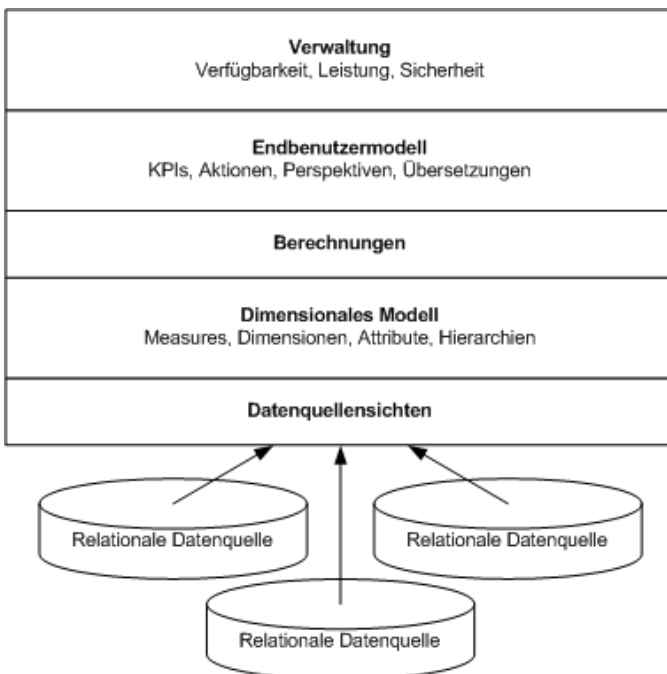 Verwaltung
Verfügbarkeit, Leistung, Sicherheit
Endbenutzermodell
KPIs, Aktionen, Perspektiven, Übersetzungen
Berechnungen
Dimensionales Modell
Measures, Dimensionen, Attribute, Hierarchien
Datenquellensichten
Relationale Datenquelle
Relationale Datenquelle
Relationale Datenquelle